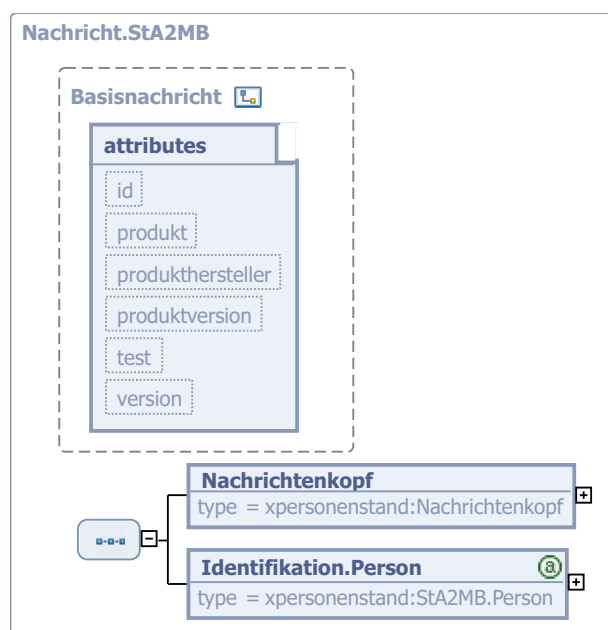 Nachricht.StA2MB
Basisnachricht
attributes
id
produkt
produkthersteller
produktversion
test
version
Nachrichtenkopf
type = xpersonenstand:Nachrichtenkopf
Identifikation.Person
a
type = xpersonenstand:StA2MB.Person